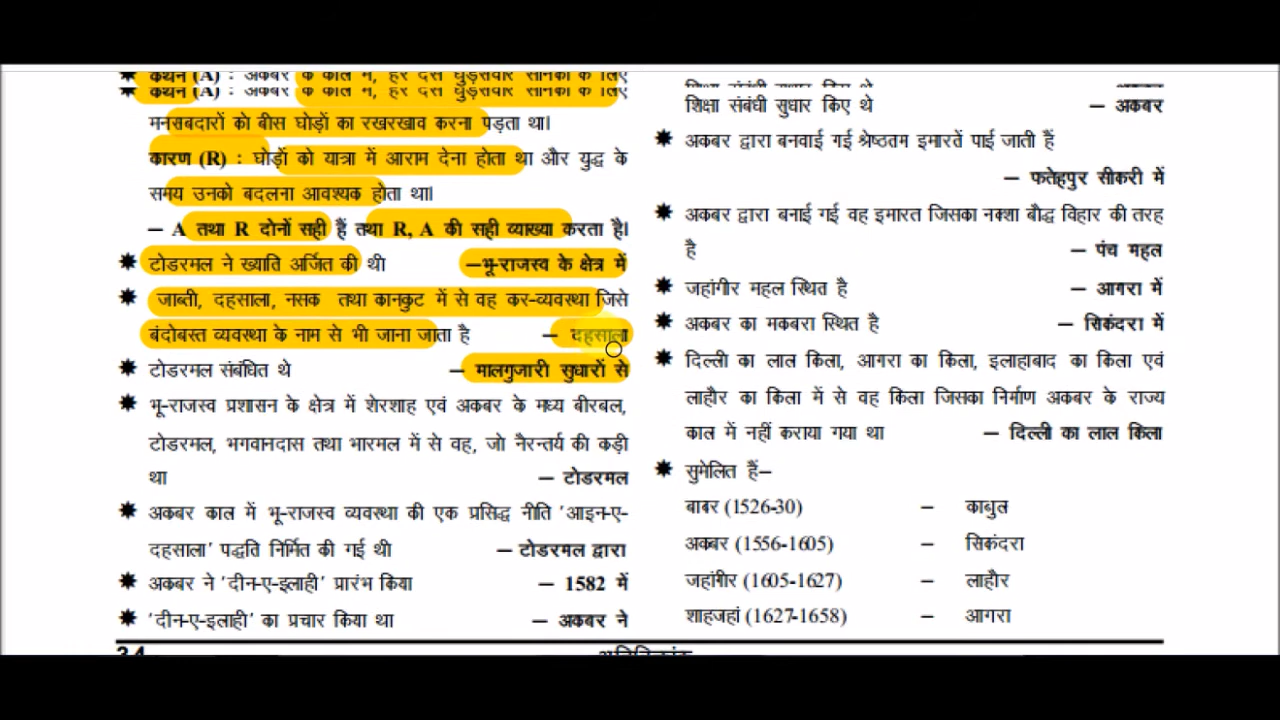 कथन (A) : अकबर के काल में, हर दस घुड़सवार सैनिकों के लिए
कथन (A) : अकबर के काल में, हर दस घुड़सवार सैनिकों के लिए
मनसबदारों को बीस घोड़ों का रखरखाव करना पड़ता था।
कारण (R) : घोड़ों को यात्रा में आराम देना होता था और युद्ध के
समय उनको बदलना आवश्यक होता था।
– A तथा R दोनों सही हैं तथा R, A की सही व्याख्या करता है।
✷ टोडरमल ने ख्याति अर्जित की थी –भू-राजस्व के क्षेत्र में
✷ जाब्ती, दहसाला, नसक तथा कानकुट में से वह कर-व्यवस्था जिसे
बंदोबस्त व्यवस्था के नाम से भी जाना जाता है – दहसाला
✷ टोडरमल संबंधित थे – मालगुजारी सुधारों से
✷ भू-राजस्व प्रशासन के क्षेत्र में शेरशाह एवं अकबर के मध्य बीरबल,
टोडरमल, भगवानदास तथा भारमल में से वह, जो नैरन्तर्य की कड़ी
था – टोडरमल
✷ अकबर काल में भू-राजस्व व्यवस्था की एक प्रसिद्ध नीति 'आइन-ए-
दहसाला' पद्धति निर्मित की गई थी – टोडरमल द्वारा
✷ अकबर ने 'दीन-ए-इलाही' प्रारंभ किया – 1582 में
✷ 'दीन-ए-इलाही' का प्रचार किया था – अकबर ने
शिक्षा संबंधी सुधार किए थे – अकबर
✷ अकबर द्वारा बनवाई गई श्रेष्ठतम इमारतें पाई जाती हैं
– फतेहपुर सीकरी में
✷ अकबर द्वारा बनाई गई वह इमारत जिसका नक्शा बौद्ध विहार की तरह
है – पंच महल
जहांगीर महल स्थित है – आगरा में
✷ अकबर का मकबरा स्थित है – सिकंदरा में
✷ दिल्ली का लाल किला, आगरा का किला, इलाहाबाद का किला एवं
लाहौर का किला में से वह किला जिसका निर्माण अकबर के राज्य
काल में नहीं कराया गया था – दिल्ली का लाल किला
✷ सुमेलित हैं–
बाबर (1526-30) – काबुल
अकबर (1556-1605) – सिकंदरा
जहांगीर (1605-1627) – लाहौर
शाहजहां (1627-1658) – आगरा
34